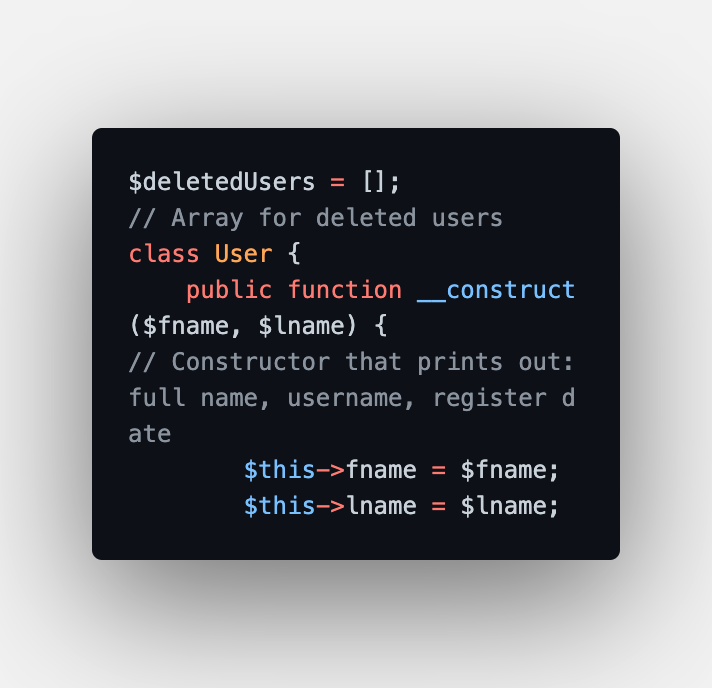 $deletedUsers = [];
// Array for deleted users
class User {
    public function __construct
($fname, $lname) {
// Constructor that prints out:
full name, username, register d
ate
        $this->fname = $fname;
        $this->lname = $lname;